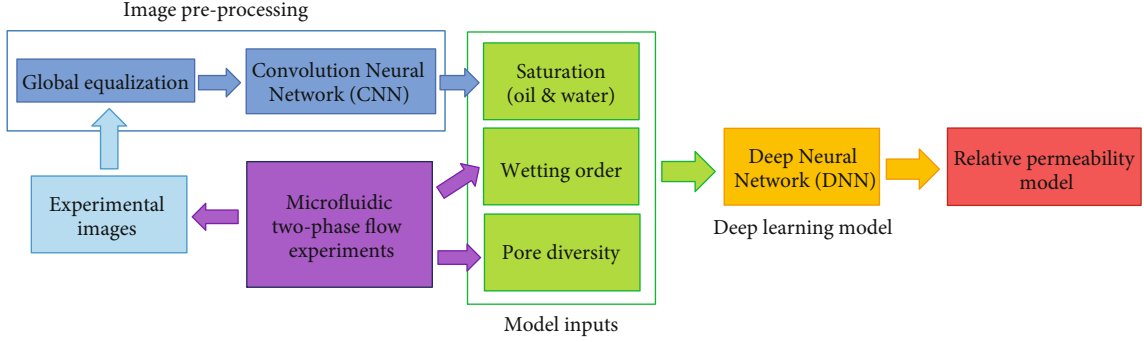 Image pre-processing
Global equalization
Convolution Neural
Network (CNN)
Saturation
(oil & water)
Experimental
images
Microfluidic
two-phase flow
experiments
Wetting order
Pore diversity
Model inputs
Deep Neural
Network (DNN)
Deep learning model
Relative permeability
model